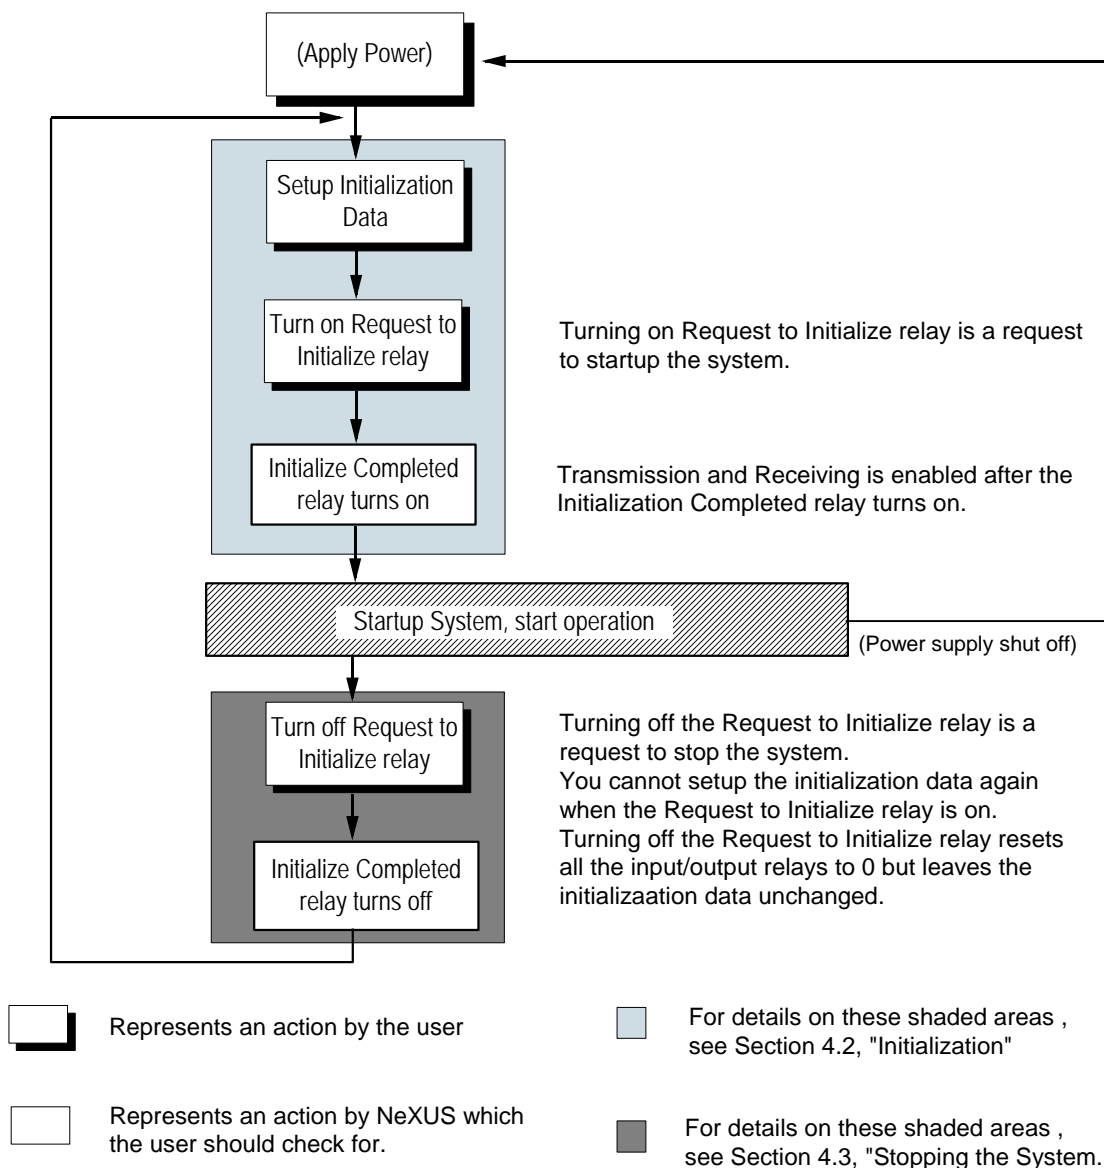 (Apply Power)
Setup Initialization
Data
Turn on Request to
Initialize relay
Turning on Request to Initialize relay is a request
to startup the system.
Initialize Completed
relay turns on
Transmission and Receiving is enabled after the
Initialization Completed relay turns on.
Startup System, start operation
(Power supply shut off)
Turn off Request to
Initialize relay
Turning off the Request to Initialize relay is a
request to stop the system.
You cannot setup the initialization data again
when the Request to Initialize relay is on.
Turning off the Request to Initialize relay resets
all the input/output relays to 0 but leaves the
initializaation data unchanged.
Initialize Completed
relay turns off
Represents an action by the user
For details on these shaded areas ,
see Section 4.2, "Initialization"
Represents an action by NeXUS which
the user should check for.
For details on these shaded areas ,
see Section 4.3, "Stopping the System.